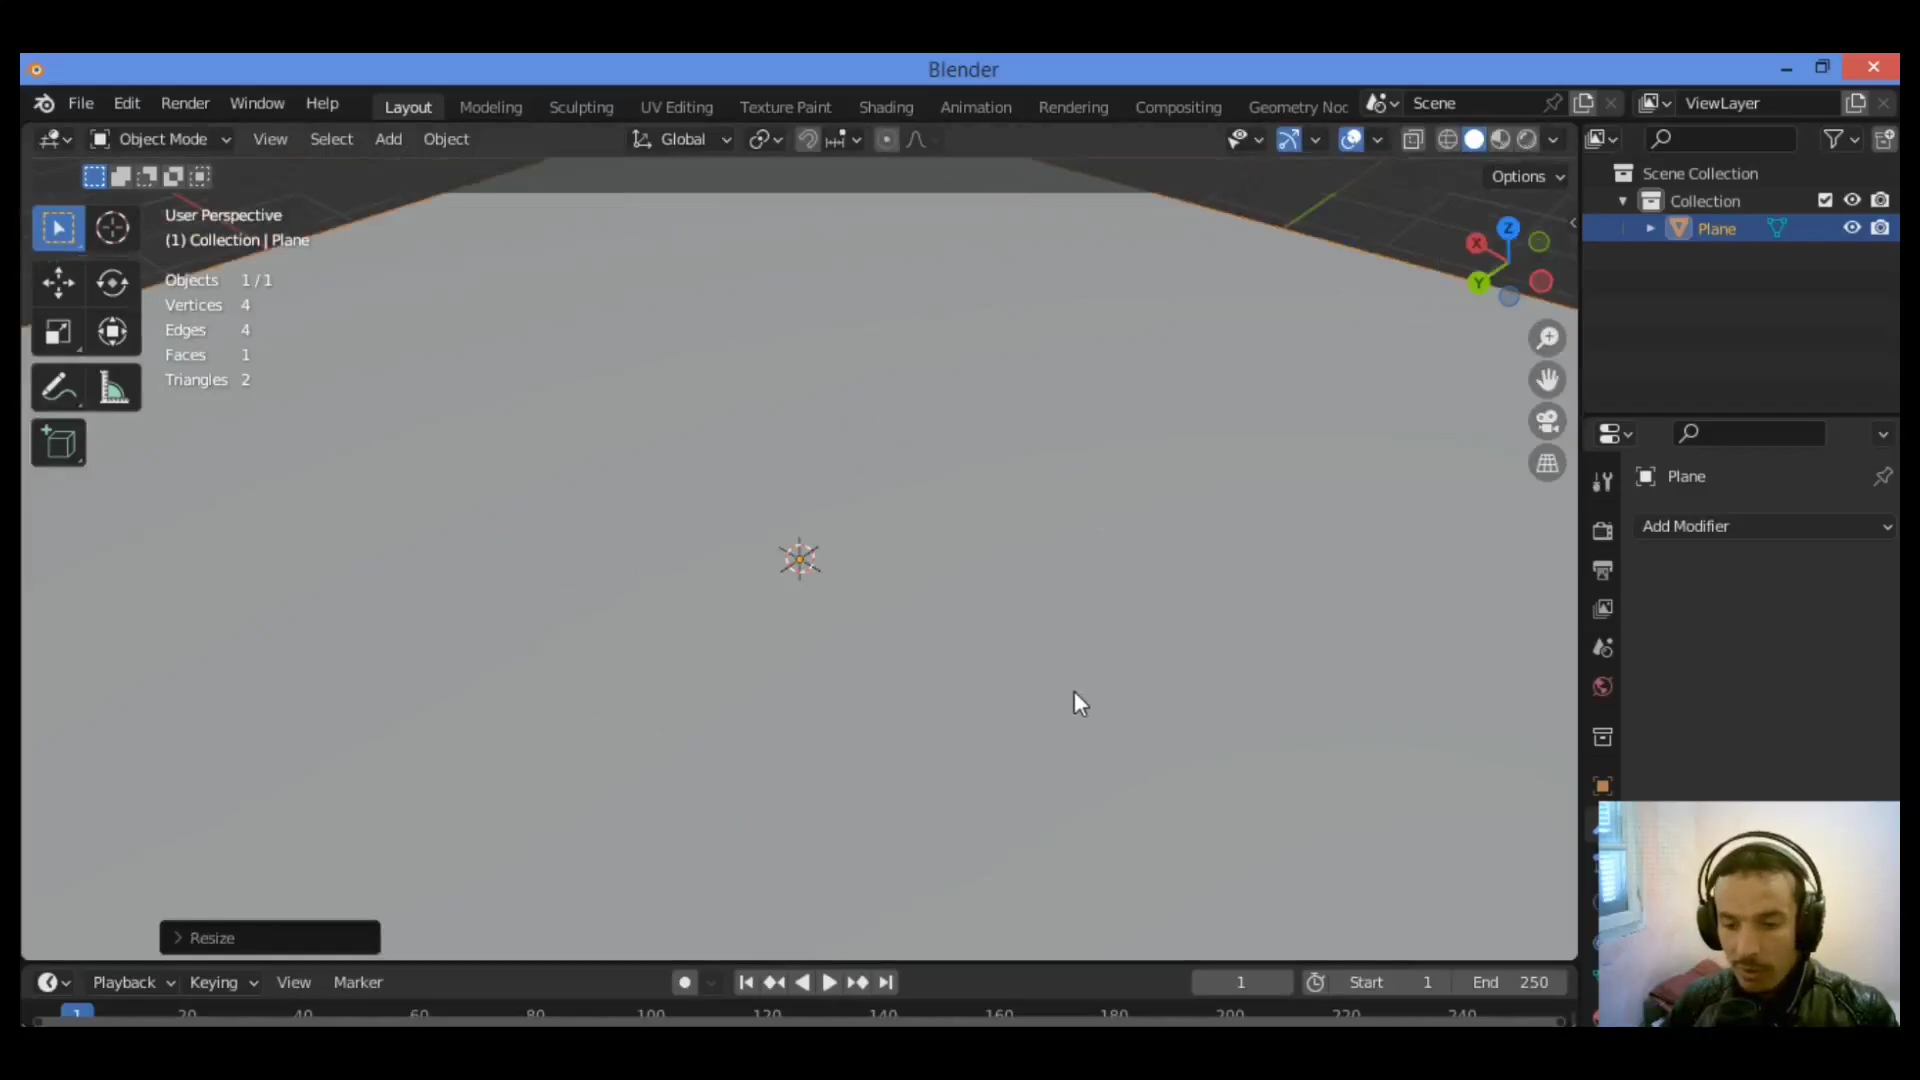 Blender
File Edit Render Window Help Layout Modeling Sculpting UV Editing Texture Paint Shading Animation Rendering Compositing Geometry Noc Scene ViewLayer
Object Mode View Select Add Object Global
Options
Scene Collection
Collection
Plane
User Perspective
(1) Collection | Plane
Objects 1/1
Vertices 4
Edges 4
Faces 1
Triangles 2
X
Y
Z
Plane
Add Modifier
Resize
Playback Keying View Marker 1 Start 1 End 250
1 20 40 60 80 100 120 140 160 180 200 220 240